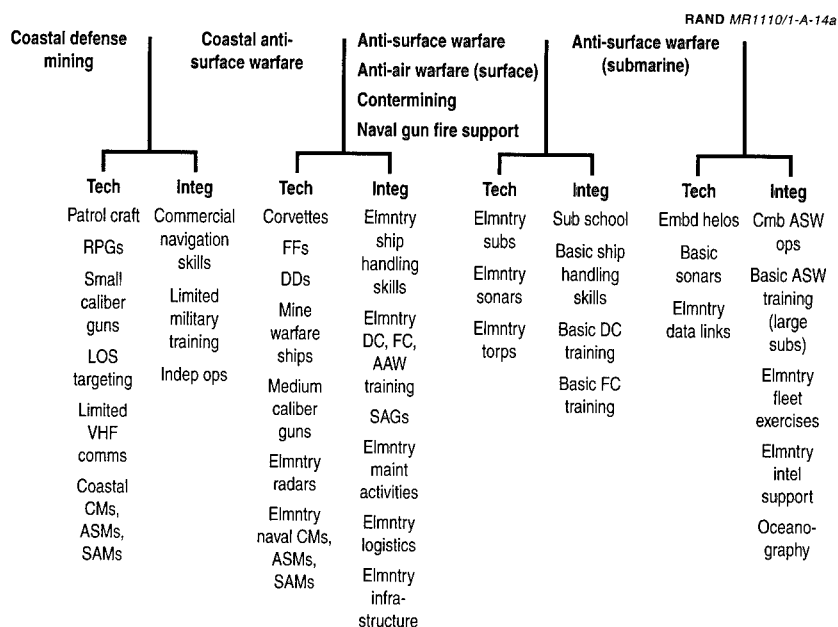 RAND MR1110/1-A-14a
Coastal defense
mining
Coastal anti-
surface warfare
Anti-surface warfare
Anti-air warfare (surface)
Contermining
Naval gun fire support
Anti-surface warfare
(submarine)
Tech
Patrol craft
RPGs
Small
caliber
guns
LOS
targeting
Limited
VHF
comms
Coastal
CMs,
ASMs,
SAMs
Integ
Commercial
navigation
skills
Limited
military
training
Indep ops
Tech
Corvettes
FFs
DDs
Mine
warfare
ships
Medium
caliber
guns
Elmntry
radars
Elmntry
naval CMs,
ASMs,
SAMs
Integ
Elmntry
ship
handling
skills
Elmntry
DC, FC,
AAW
training
SAGs
Elmntry
maint
activities
Elmntry
logistics
Elmntry
infra-
structure
Tech
Elmntry
subs
Elmntry
sonars
Elmntry
torps
Integ
Sub school
Basic ship
handling
skills
Basic DC
training
Basic FC
training
Tech
Embd helos
Basic
sonars
Elmntry
data links
Integ
Cmb ASW
ops
Basic ASW
training
(large
subs)
Elmntry
fleet
exercises
Elmntry
intel
support
Oceano-
graphy